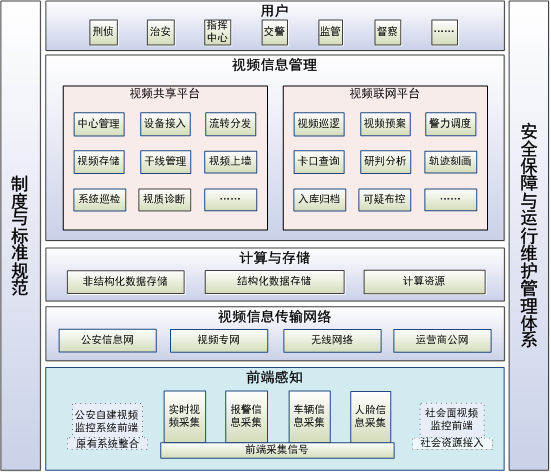 制度与标准规范
用户
刑侦
治安
指挥
中心
交警
监管
督察
……
视频信息管理
视频共享平台
中心管理
设备接入
流转分发
视频存储
干线管理
视频上墙
系统巡检
视质诊断
……
视频联网平台
视频巡逻
视频预案
警力调度
卡口查询
研判分析
轨迹刻画
入库归档
可疑布控
……
计算与存储
非结构化数据存储
结构化数据存储
计算资源
视频信息传输网络
公安信息网
视频专网
无线网络
运营商公网
前端感知
公安自建视频
监控系统前端
原有系统整合
实时视
频采集
报警信
息采集
车辆信
息采集
人脸信
息采集
前端采集信号
社会面视频
监控前端
社会资源接入
安全保障与运行维护管理体系